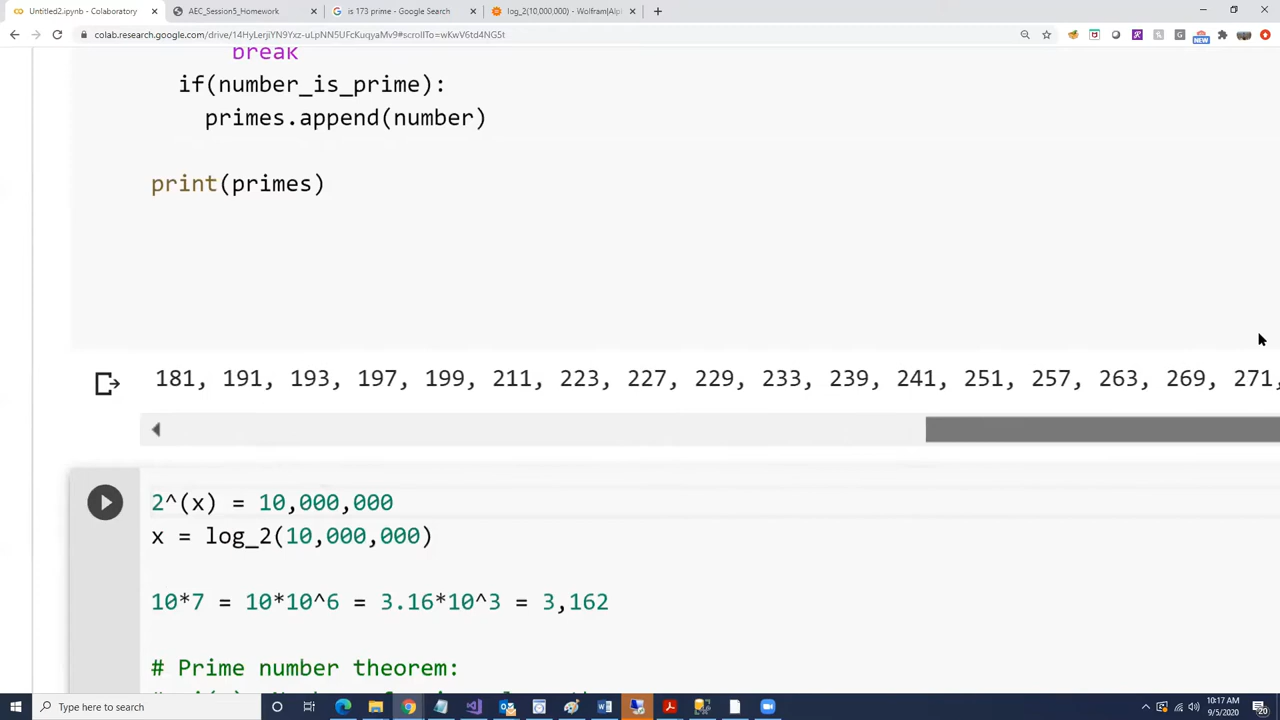 Untitled2.ipynb - Colaboratory
AEC_Session5_Homework
is 173 prime - Google Search
log_2(10,000,000) - Wolfram|Alp
colab.research.google.com/drive/14HyLerjiYN9Yxz-uLpNN5UFcKuqyaMv9#scrollTo=wKwV6td4NG5t
NEW
break
if(number_is_prime):
primes.append(number)
print(primes)
181, 191, 193, 197, 199, 211, 223, 227, 229, 233, 239, 241, 251, 257, 263, 269, 271,
2^(x) = 10,000,000
x = log_2(10,000,000)
10*7 = 10*10^6 = 3.16*10^3 = 3,162
# Prime number theorem:
Type here to search
10:17 AM
9/5/2020
20